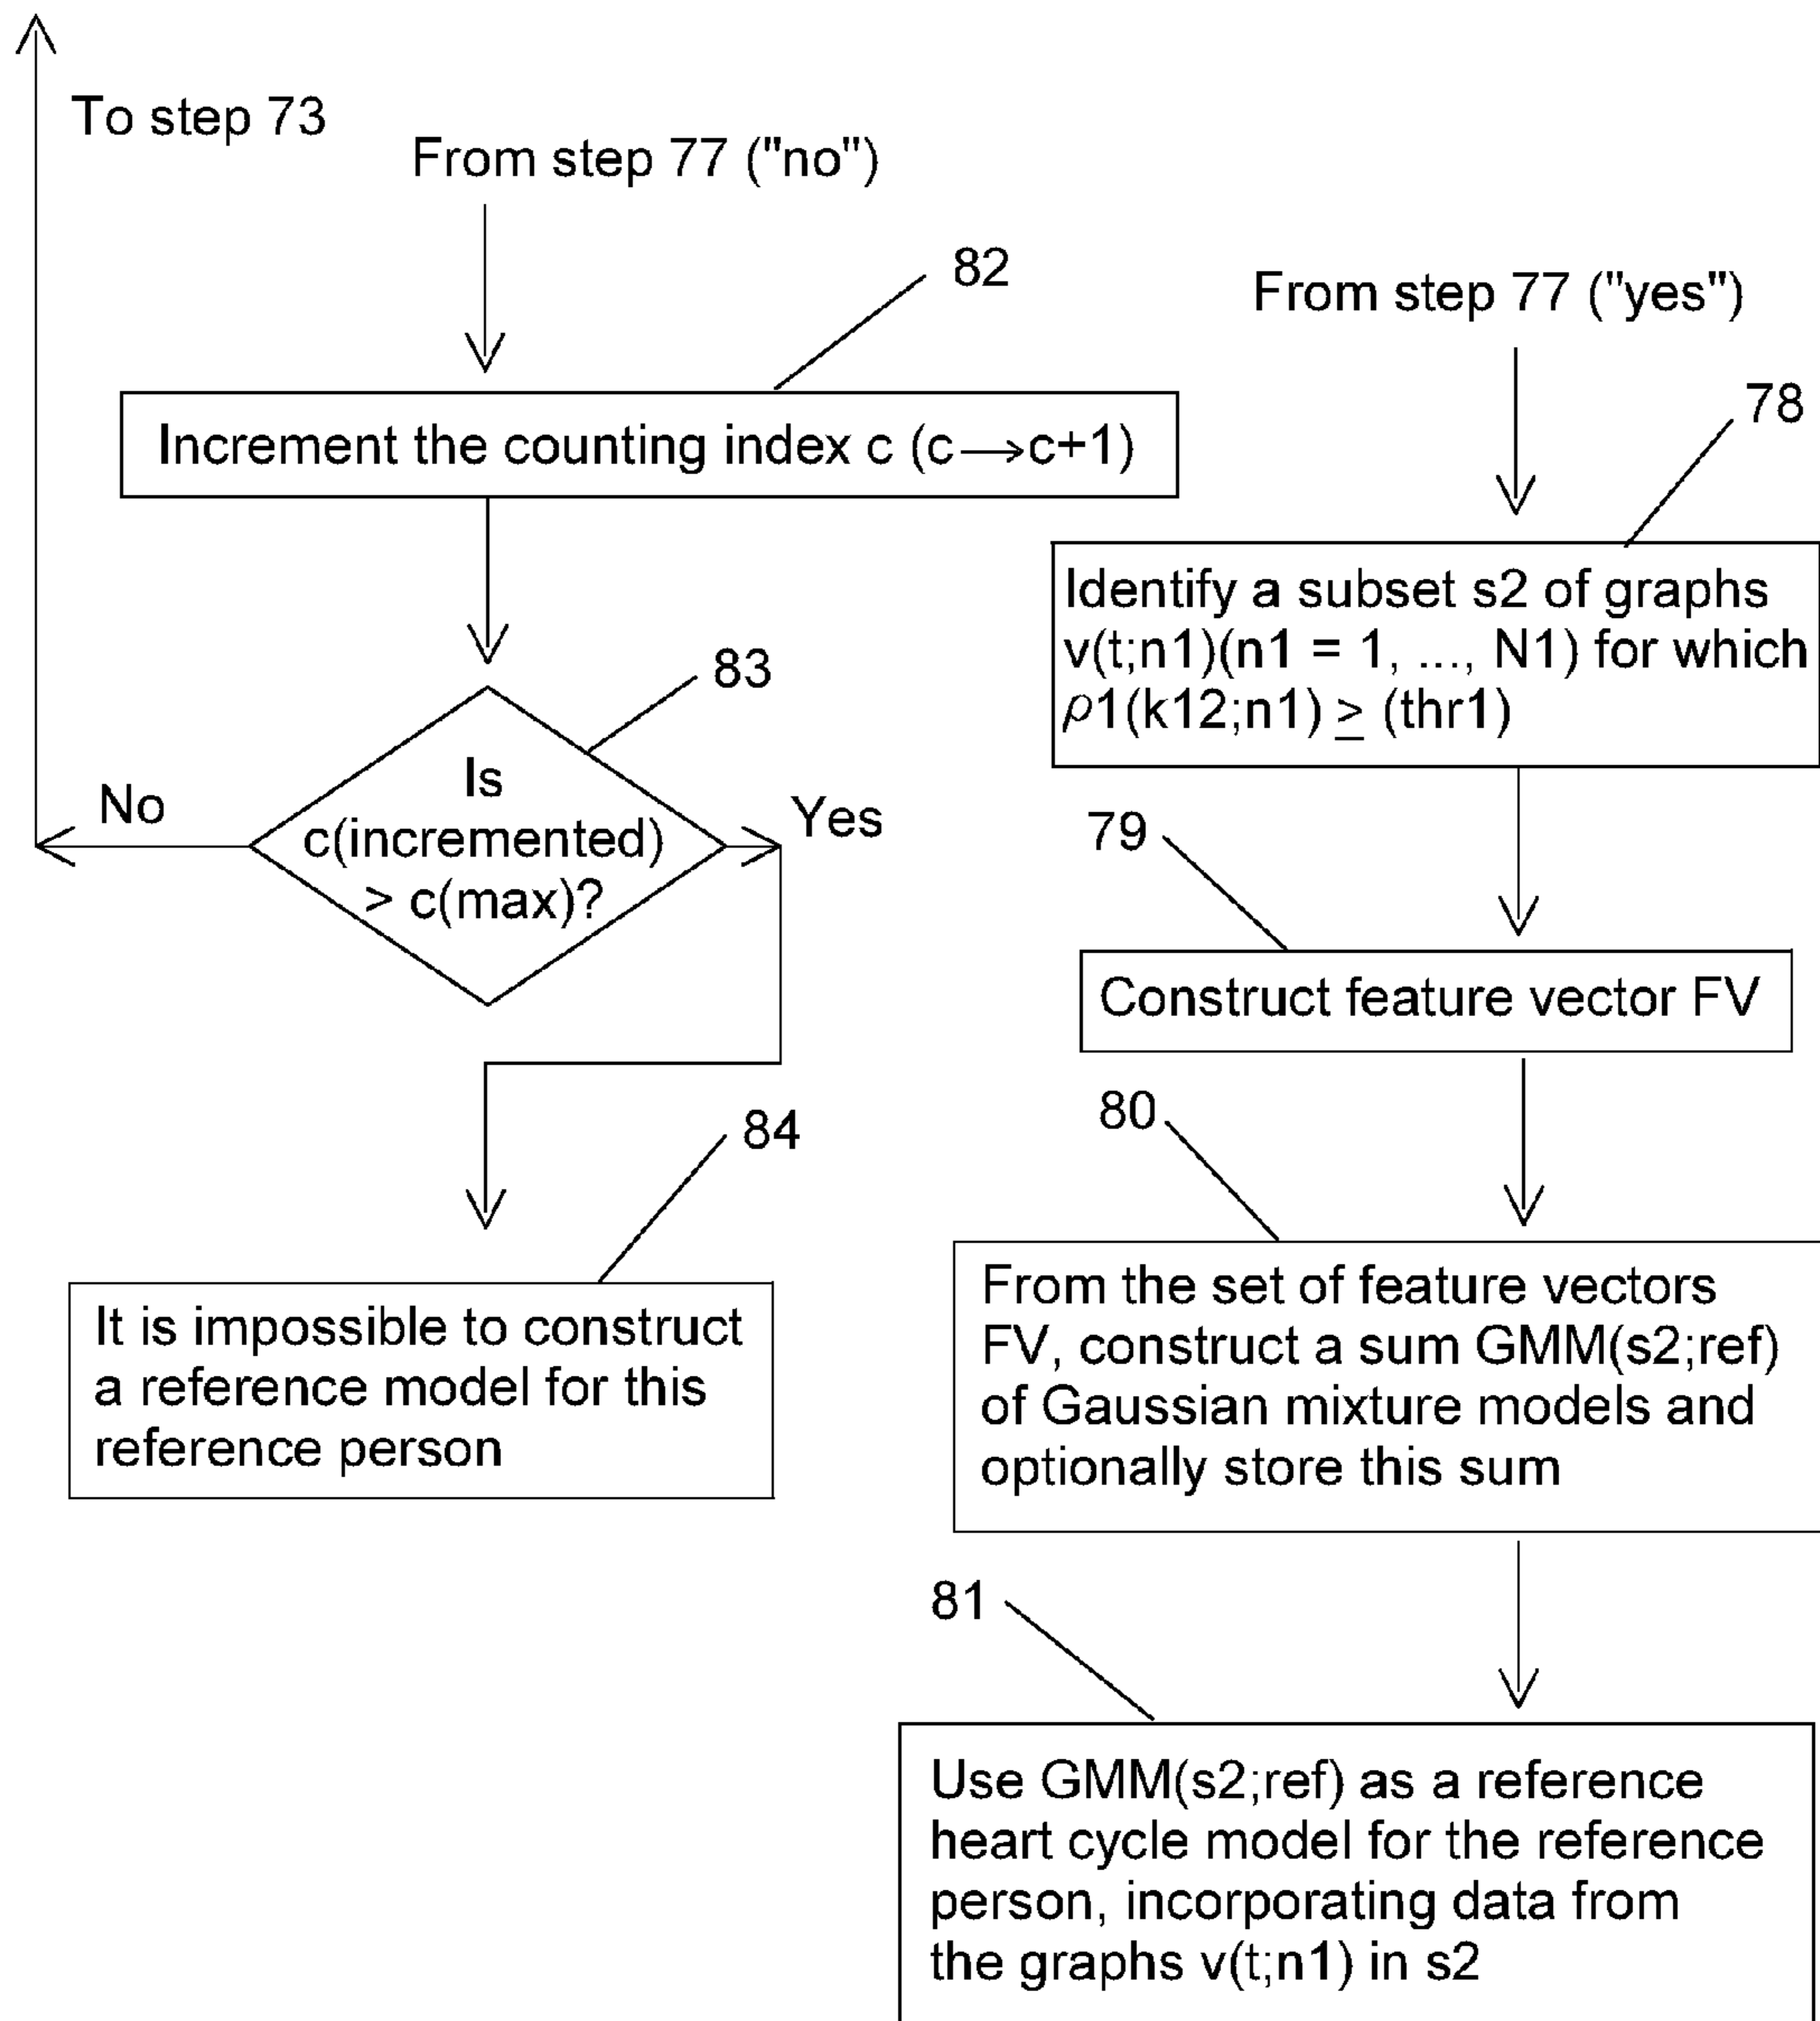 To step 73
From step 77 ("no")
82
Increment the counting index c (c⟶c+1)
83
Is
c(incremented)
> c(max)?
No
Yes
84
It is impossible to construct
a reference model for this
reference person
From step 77 ("yes")
78
Identify a subset s2 of graphs
v(t;n1)(n1 = 1, ..., N1) for which
ρ1(k12;n1) ≥ (thr1)
79
Construct feature vector FV
80
From the set of feature vectors
FV, construct a sum GMM(s2;ref)
of Gaussian mixture models and
optionally store this sum
81
Use GMM(s2;ref) as a reference
heart cycle model for the reference
person, incorporating data from
the graphs v(t;n1) in s2